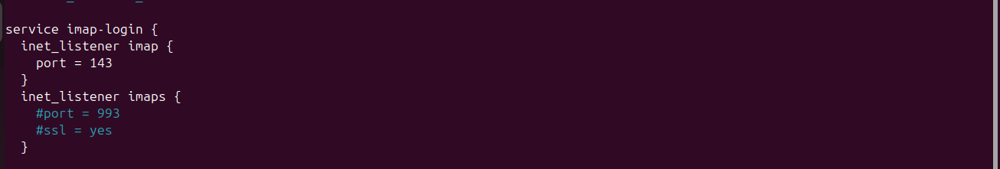 service imap-login {
  inet_listener imap {
    port = 143
  }
  inet_listener imaps {
    #port = 993
    #ssl = yes
  }